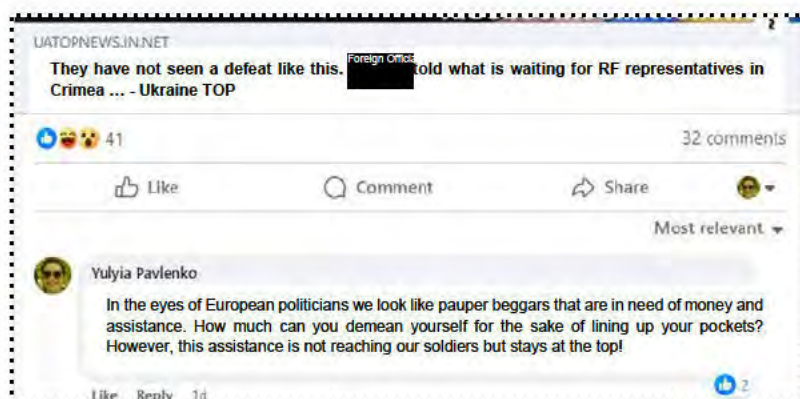 2
UATOPNEWS.IN.NET
They have not seen a defeat like this. Foreign Officia told what is waiting for RF representatives in
Crimea ... - Ukraine TOP
41 32 comments
Like Comment Share
Most relevant
Yulyia Pavlenko
In the eyes of European politicians we look like pauper beggars that are in need of money and
assistance. How much can you demean yourself for the sake of lining up your pockets?
However, this assistance is not reaching our soldiers but stays at the top!
2
Like Reply 1d